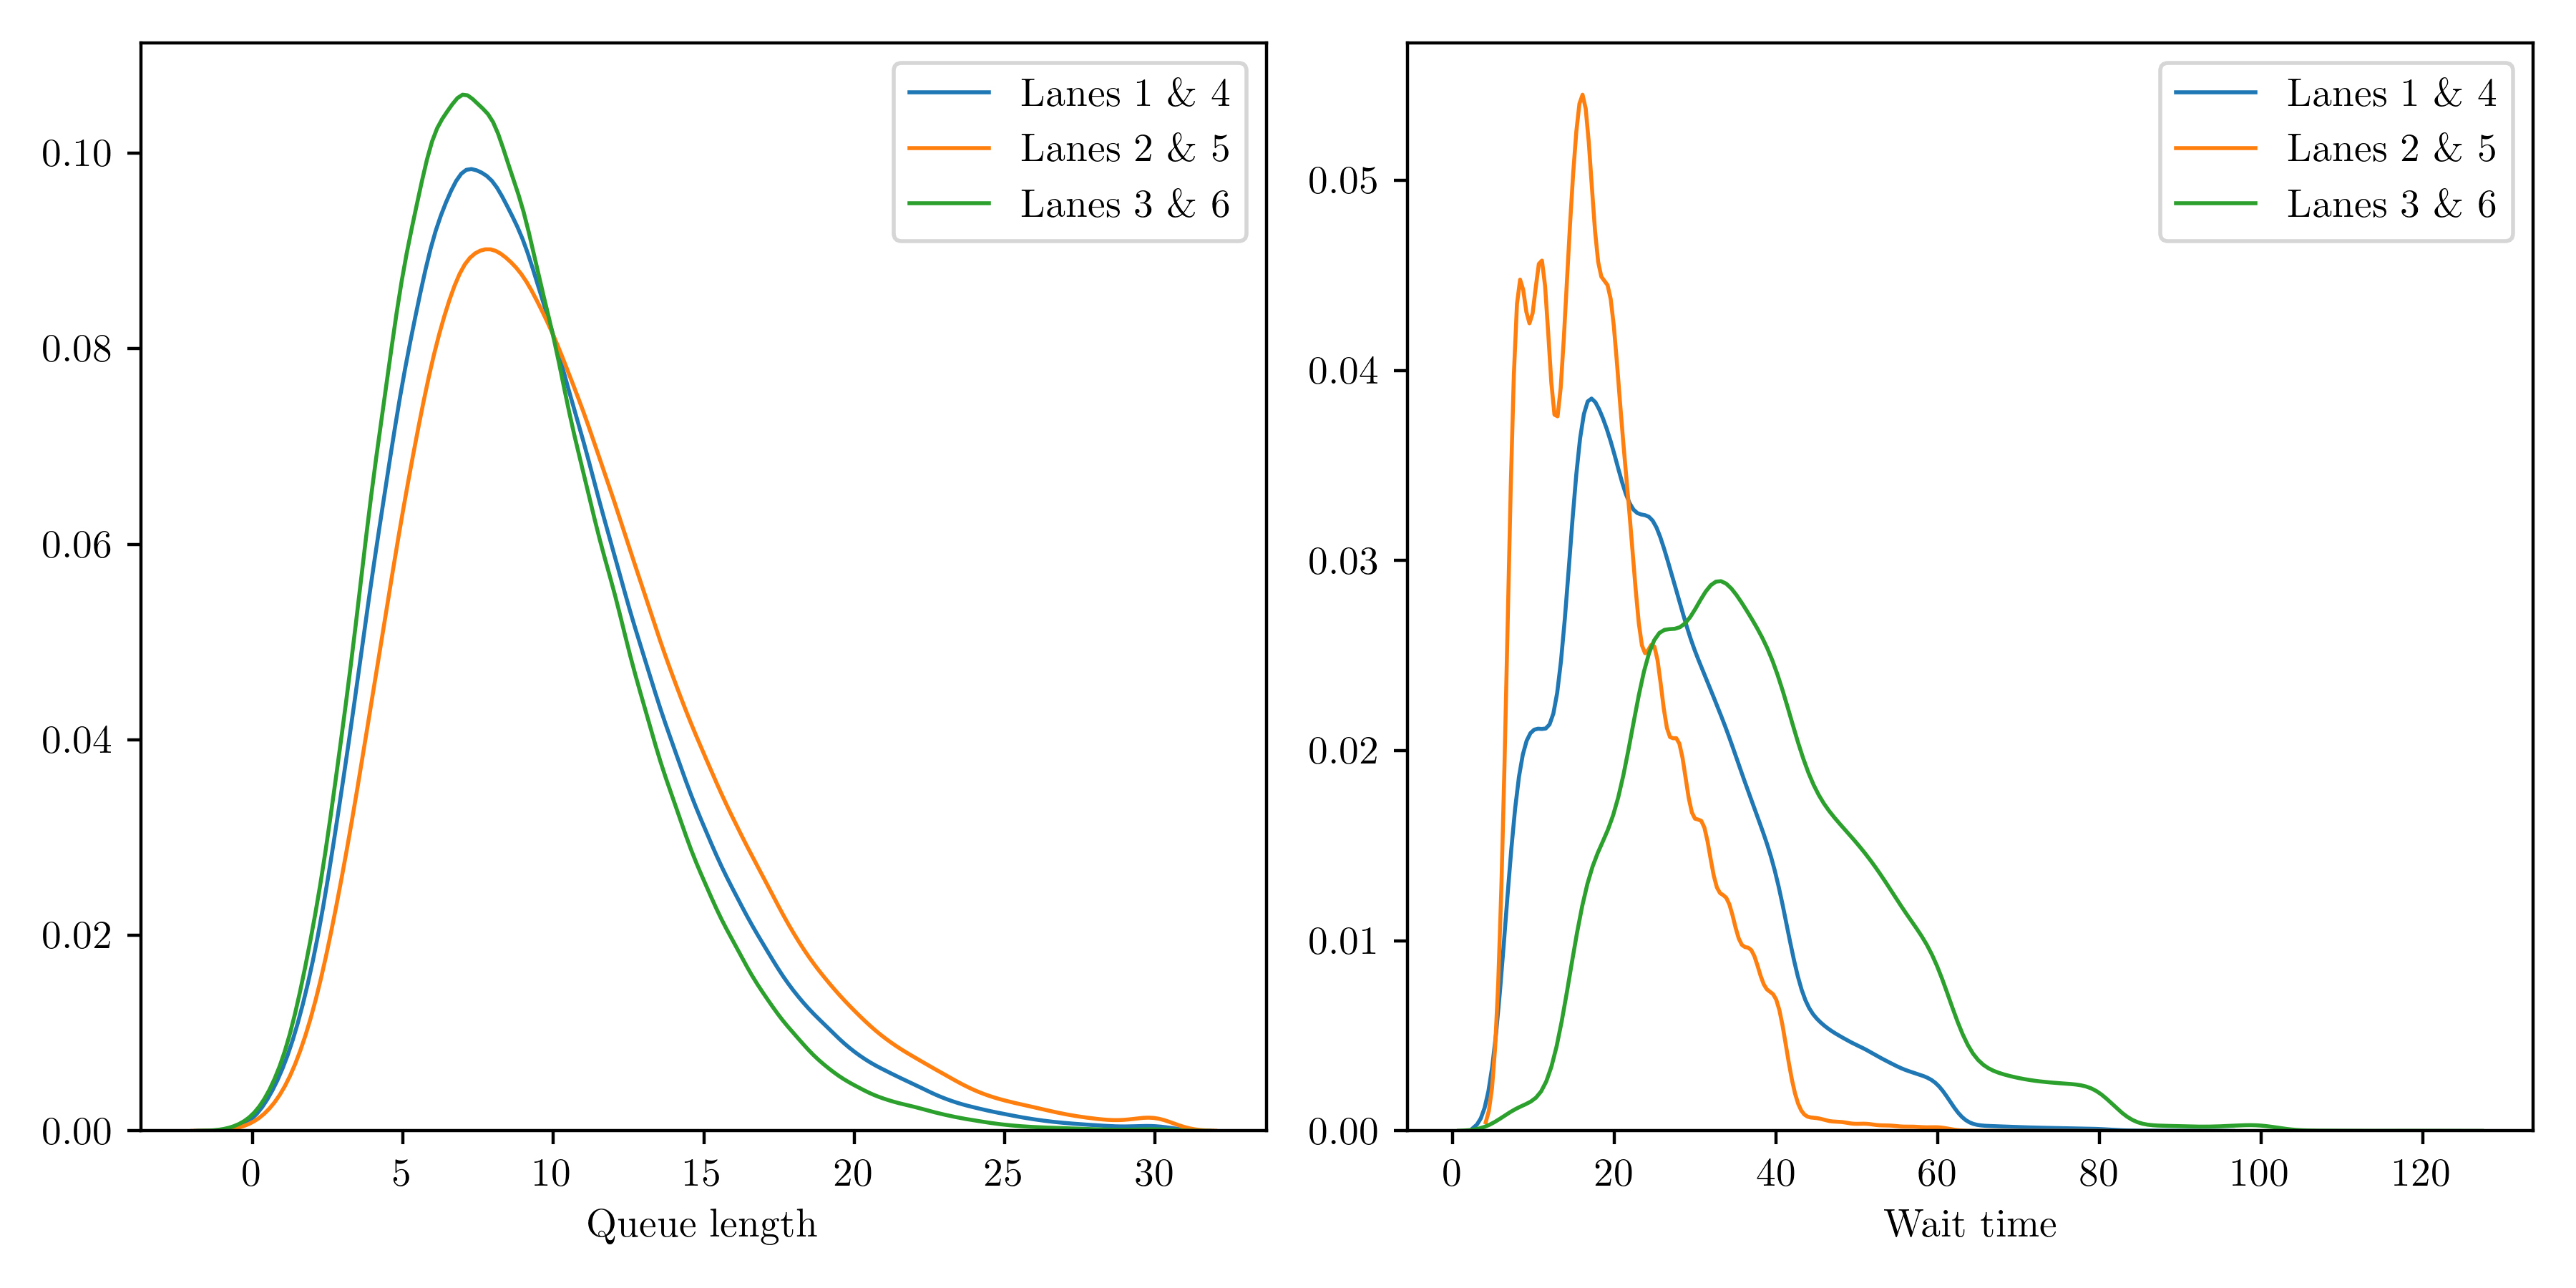 Lanes 1 & 4
Lanes 2 & 5
Lanes 3 & 6
0.10
0.08
0.06
0.04
0.02
0.00
0 5 10 15 20 25 30
Queue length
Lanes 1 & 4
Lanes 2 & 5
Lanes 3 & 6
0.05
0.04
0.03
0.02
0.01
0.00
0 20 40 60 80 100 120
Wait time